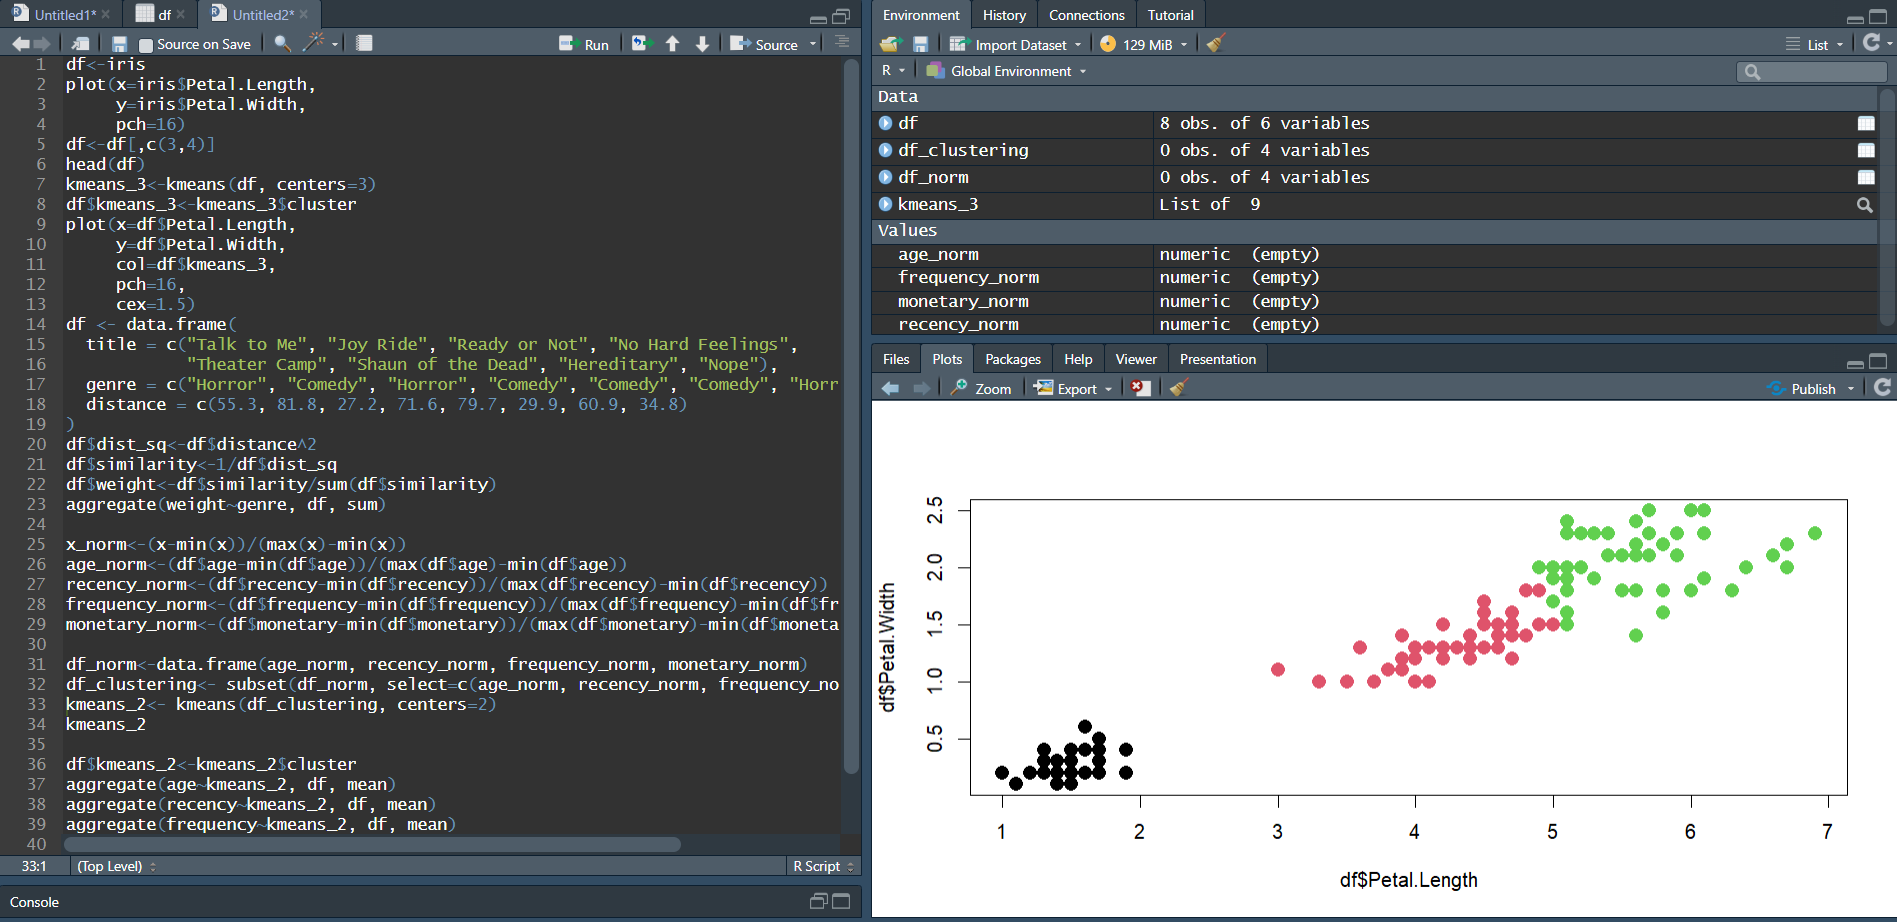 Untitled1* × df × Untitled2* ×
Source on Save Run Source
1 df<-iris
2 plot(x=iris$Petal.Length,
3 y=iris$Petal.Width,
4 pch=16)
5 df<-df[,c(3,4)]
6 head(df)
7 kmeans_3<-kmeans(df, centers=3)
8 df$kmeans_3<-kmeans_3$cluster
9 plot(x=df$Petal.Length,
10 y=df$Petal.Width,
11 col=df$kmeans_3,
12 pch=16,
13 cex=1.5)
14 df <- data.frame(
15 title = c("Talk to Me", "Joy Ride", "Ready or Not", "No Hard Feelings",
16 "Theater Camp", "Shaun of the Dead", "Hereditary", "Nope"),
17 genre = c("Horror", "Comedy", "Horror", "Comedy", "Comedy", "Comedy", "Horr
18 distance = c(55.3, 81.8, 27.2, 71.6, 79.7, 29.9, 60.9, 34.8)
19 )
20 df$dist_sq<-df$distance^2
21 df$similarity<-1/df$dist_sq
22 df$weight<-df$similarity/sum(df$similarity)
23 aggregate(weight~genre, df, sum)
24
25 x_norm<-(x-min(x))/(max(x)-min(x))
26 age_norm<-(df$age-min(df$age))/(max(df$age)-min(df$age))
27 recency_norm<-(df$recency-min(df$recency))/(max(df$recency)-min(df$recency))
28 frequency_norm<-(df$frequency-min(df$frequency))/(max(df$frequency)-min(df$fr
29 monetary_norm<-(df$monetary-min(df$monetary))/(max(df$monetary)-min(df$moneta
30
31 df_norm<-data.frame(age_norm, recency_norm, frequency_norm, monetary_norm)
32 df_clustering<- subset(df_norm, select=c(age_norm, recency_norm, frequency_no
33 kmeans_2<- kmeans(df_clustering, centers=2)
34 kmeans_2
35
36 df$kmeans_2<-kmeans_2$cluster
37 aggregate(age~kmeans_2, df, mean)
38 aggregate(recency~kmeans_2, df, mean)
39 aggregate(frequency~kmeans_2, df, mean)
40
33:1 (Top Level) R Script
Console
Environment History Connections Tutorial
Import Dataset 129 MiB List
R Global Environment
Data
df 8 obs. of 6 variables
df_clustering 0 obs. of 4 variables
df_norm 0 obs. of 4 variables
kmeans_3 List of 9
Values
age_norm numeric (empty)
frequency_norm numeric (empty)
monetary_norm numeric (empty)
recency_norm numeric (empty)
Files Plots Packages Help Viewer Presentation
Zoom Export Publish
df$Petal.Width
2.5
2.0
1.5
1.0
0.5
1 2 3 4 5 6 7
df$Petal.Length